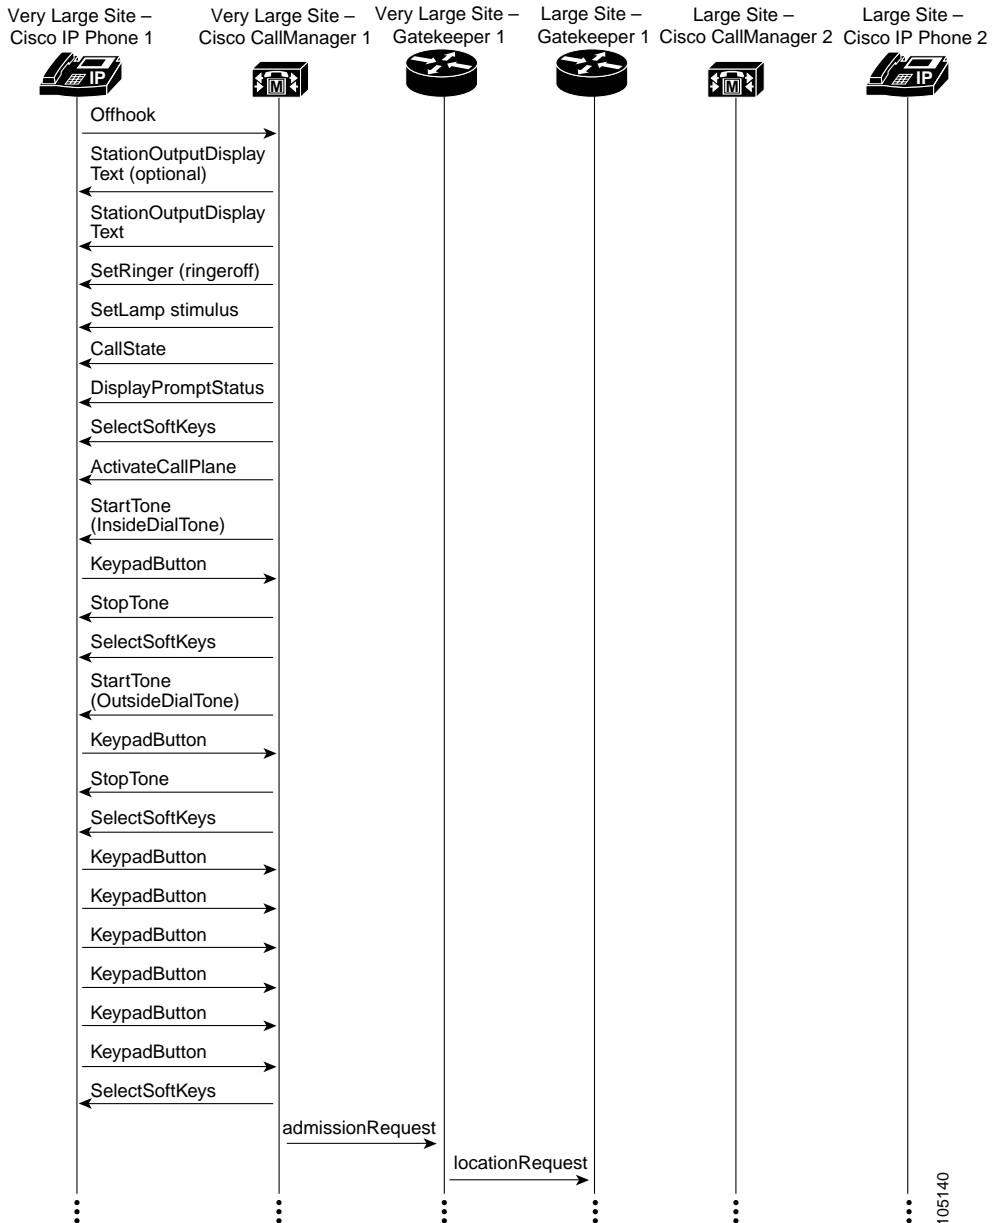 Very Large Site –
Cisco IP Phone 1
Very Large Site –
Cisco CallManager 1
Very Large Site –
Gatekeeper 1
Large Site –
Gatekeeper 1
Large Site –
Cisco CallManager 2
Large Site –
Cisco IP Phone 2
IP
M
M
IP
Offhook
StationOutputDisplay
Text (optional)
StationOutputDisplay
Text
SetRinger (ringeroff)
SetLamp stimulus
CallState
DisplayPromptStatus
SelectSoftKeys
ActivateCallPlane
StartTone
(InsideDialTone)
KeypadButton
StopTone
SelectSoftKeys
StartTone
(OutsideDialTone)
KeypadButton
StopTone
SelectSoftKeys
KeypadButton
KeypadButton
KeypadButton
KeypadButton
KeypadButton
KeypadButton
SelectSoftKeys
admissionRequest
locationRequest
105140